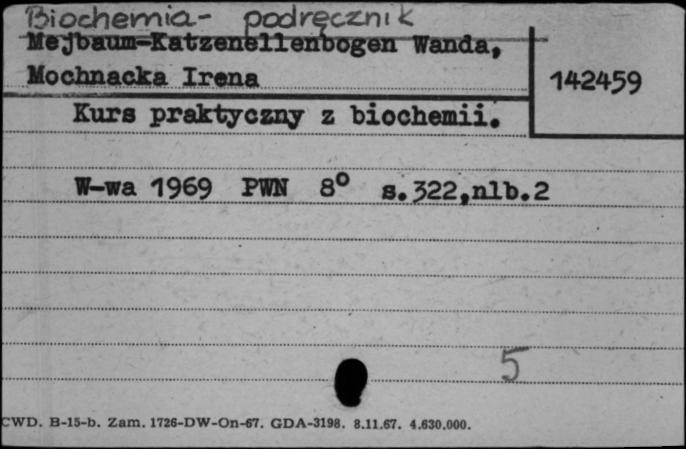 Biochemia- podręcznik
Mejbaum-Katzenellenbogen Wanda,
Mochnacka Irena
142459
Kurs praktyczny z biochemii.
W-wa 1969 PWN 8° s.322,nlb.2
5
CWD. B-15-b. Zam. 1726-DW-On-67. GDA-3198. 8.11.67. 4.630.000.